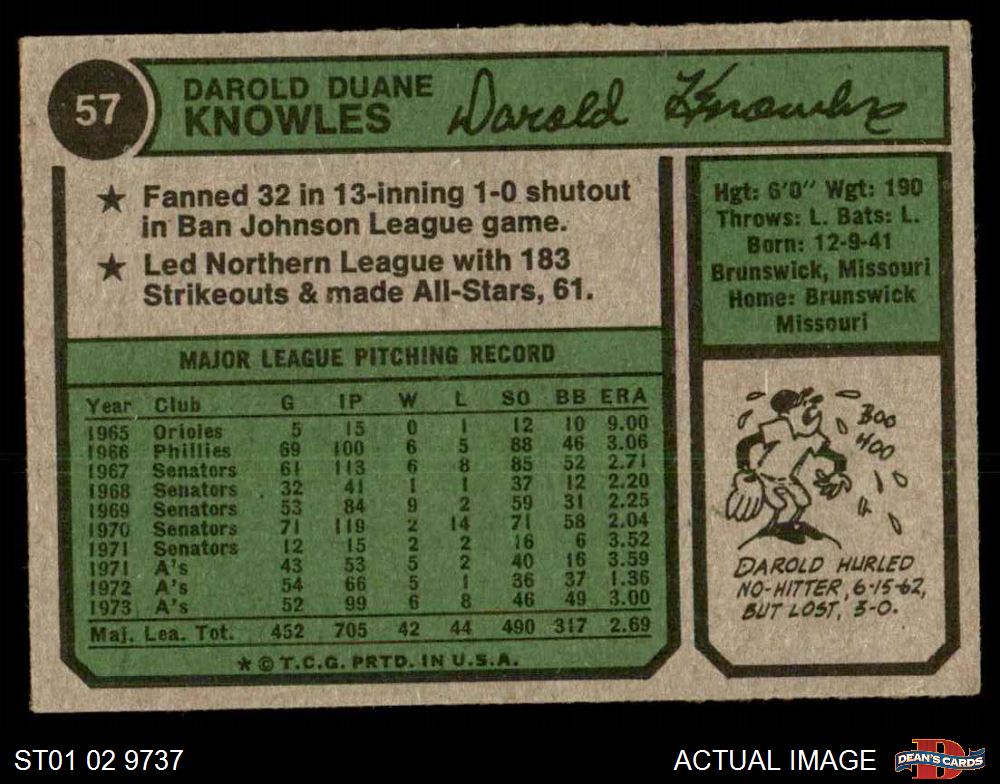 57
DAROLD DUANE
KNOWLES
Darold Knowles
★ Fanned 32 in 13-inning 1-0 shutout
in Ban Johnson League game.
★ Led Northern League with 183
Strikeouts & made All-Stars, 61.
Hgt: 6'0" Wgt: 190
Throws: L. Bats: L.
Born: 12-9-41
Brunswick, Missouri
Home: Brunswick
Missouri
MAJOR LEAGUE PITCHING RECORD
Year Club G IP W L SO BB ERA
1965 Orioles 5 15 0 1 12 10 9.00
1966 Phillies 69 100 6 5 88 46 3.06
1967 Senators 61 113 6 8 85 52 2.71
1968 Senators 32 41 1 1 37 12 2.20
1969 Senators 53 84 9 2 59 31 2.25
1970 Senators 71 119 2 14 71 58 2.04
1971 Senators 12 15 2 2 16 6 3.52
1971 A's 43 53 5 2 40 16 3.59
1972 A's 54 66 5 1 36 37 1.36
1973 A's 52 99 6 8 46 49 3.00
Maj. Lea. Tot. 452 705 42 44 490 317 2.69
★ © T.C.G. PRTD. IN U.S.A.
BOO
HOO
DAROLD HURLED
NO-HITTER, 6-15-62,
BUT LOST, 3-0.
ST01 02 9737
ACTUAL IMAGE
D
DEAN'S CARDS